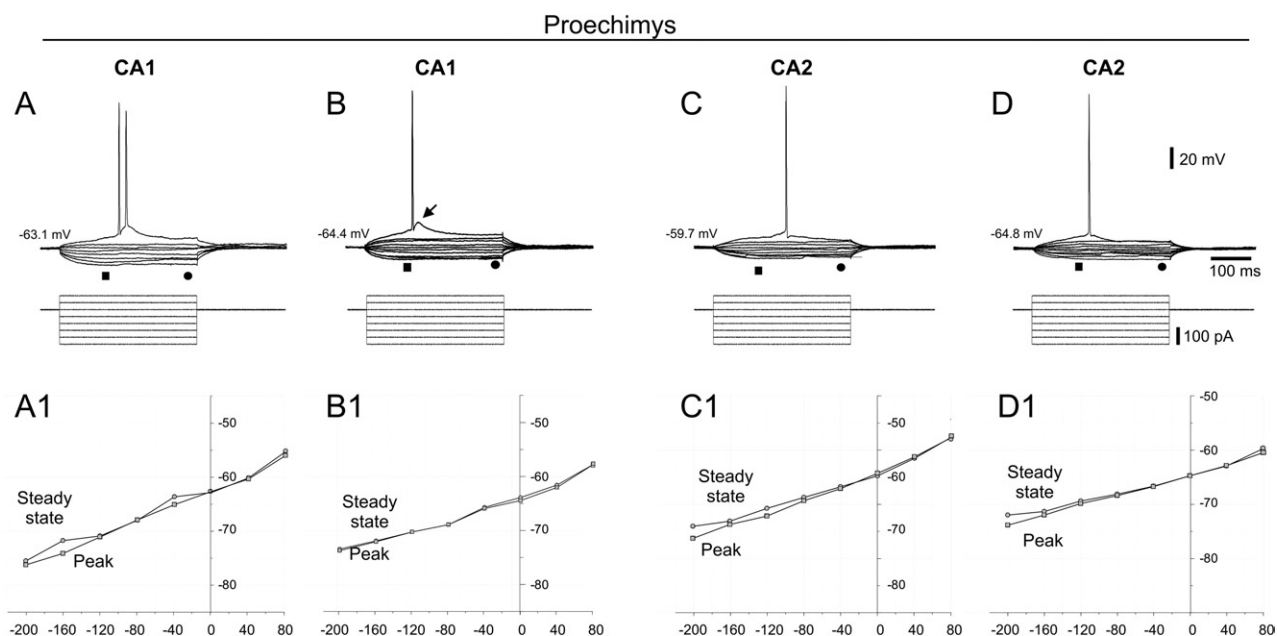 Proechimys
CA1 CA1 CA2 CA2
A B C D
20 mV
-63.1 mV -64.4 mV -59.7 mV -64.8 mV
100 ms
100 pA
A1 B1 C1 D1
-50 -50 -50 -50
-60 -60 -60 -60
Steady state
Steady state
Steady state
Steady state
-70 -70 -70 -70
Peak Peak Peak Peak
-80 -80 -80 -80
-200 -160 -120 -80 -40 0 40 80
-200 -160 -120 -80 -40 0 40 80
-200 -160 -120 -80 -40 0 40 80
-200 -160 -120 -80 -40 0 40 80